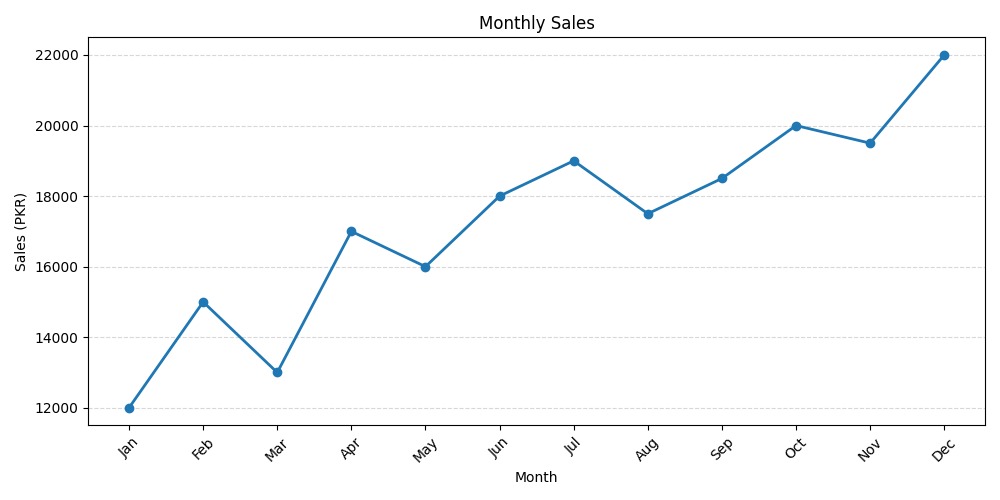 Monthly Sales
Sales (PKR)
22000
20000
18000
16000
14000
12000
Jan
Feb
Mar
Apr
May
Jun
Jul
Aug
Sep
Oct
Nov
Dec
Month